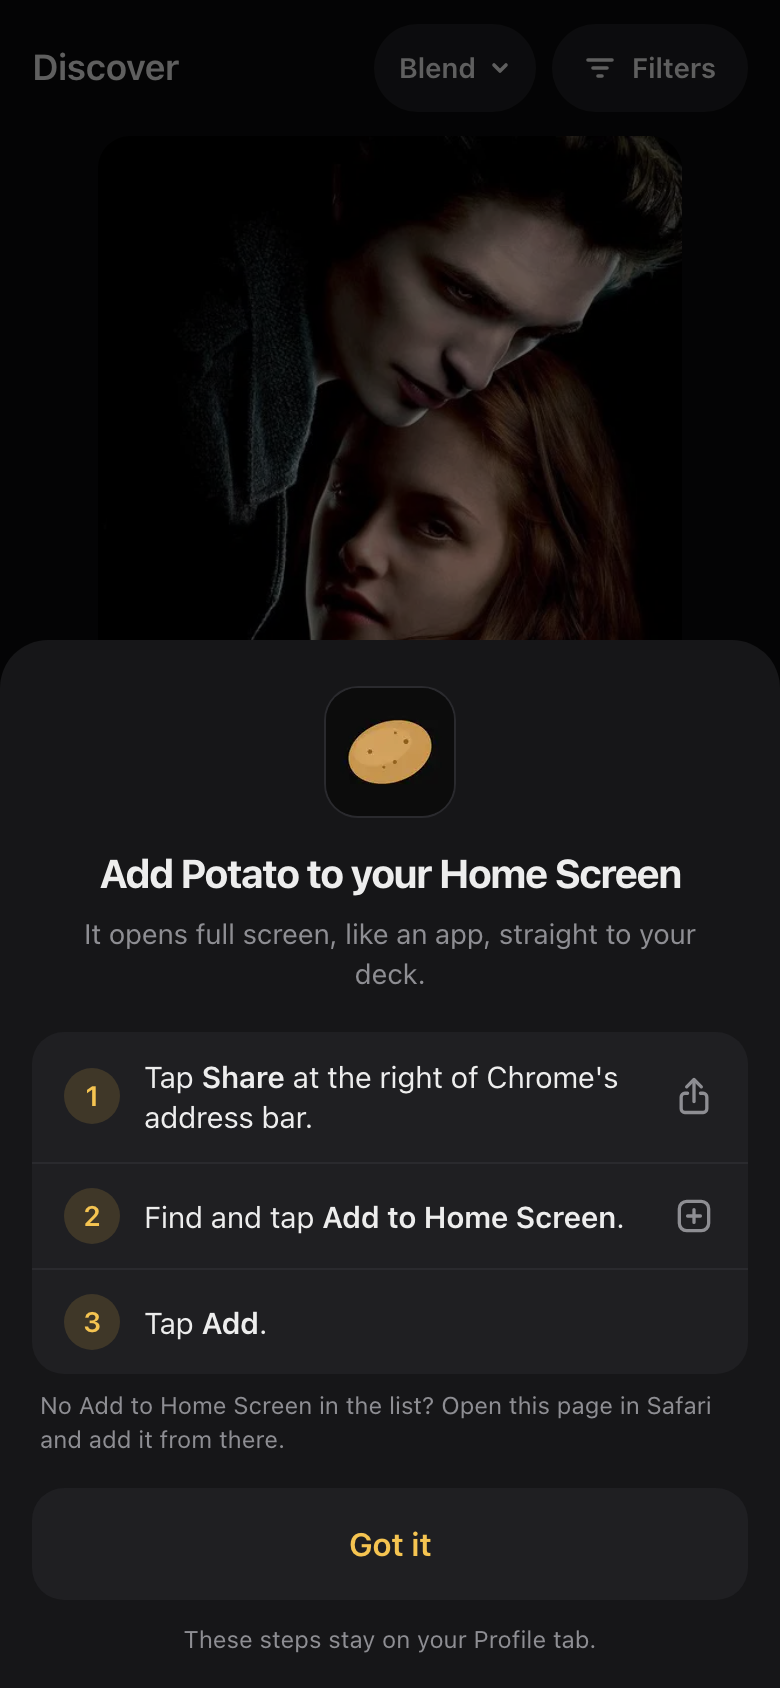 Discover
Blend
Filters
Add Potato to your Home Screen
It opens full screen, like an app, straight to your
deck.
1
Tap Share at the right of Chrome's
address bar.
2
Find and tap Add to Home Screen.
3
Tap Add.
No Add to Home Screen in the list? Open this page in Safari
and add it from there.
Got it
These steps stay on your Profile tab.